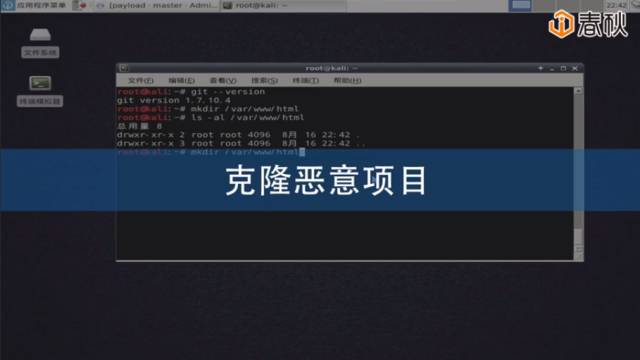 应用程序菜单
(payload · master · Admi...
root@kali: ~
22:42
春秋
文件系统
终端模拟器
root@kali: ~
文件(F) 编辑(E) 查看(V) 搜索(S) 终端(T) 帮助(H)
root@kali:~# git --version
git version 1.7.10.4
root@kali:~# mkdir /var/www/html
root@kali:~# ls -al /var/www/html
总用量 8
drwxr-xr-x 2 root root 4096 8月 16 22:42 .
drwxr-xr-x 3 root root 4096 8月 16 22:42 ..
root@kali:~# mkdir /var/www/html
克隆恶意项目